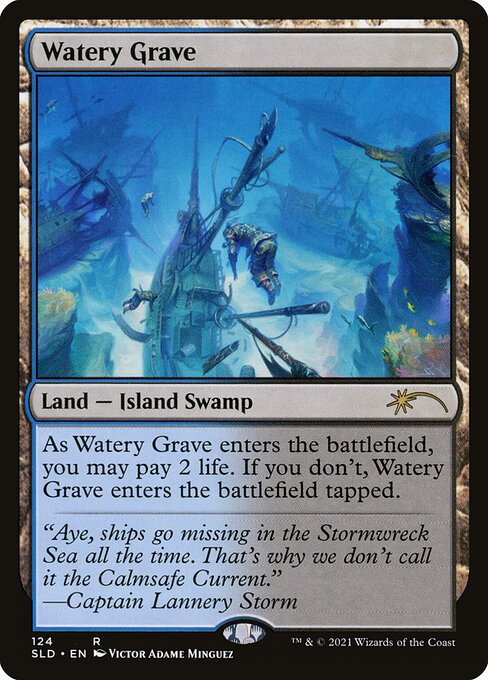 Watery Grave
Land — Island Swamp
As Watery Grave enters the battlefield,
you may pay 2 life. If you don't, Watery
Grave enters the battlefield tapped.
“Aye, ships go missing in the Stormwreck
Sea all the time. That's why we don't call
it the Calmsafe Current.”
—Captain Lannery Storm
124 R
SLD • EN Victor Adame Minguez
™ & © 2021 Wizards of the Coast